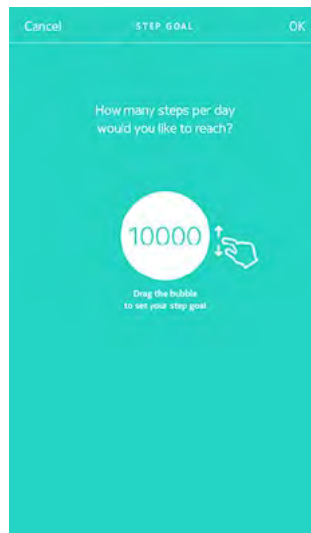 Cancel STEP GOAL OK
How many steps per day
would you like to reach?
10000
Drag the bubble
to set your step goal